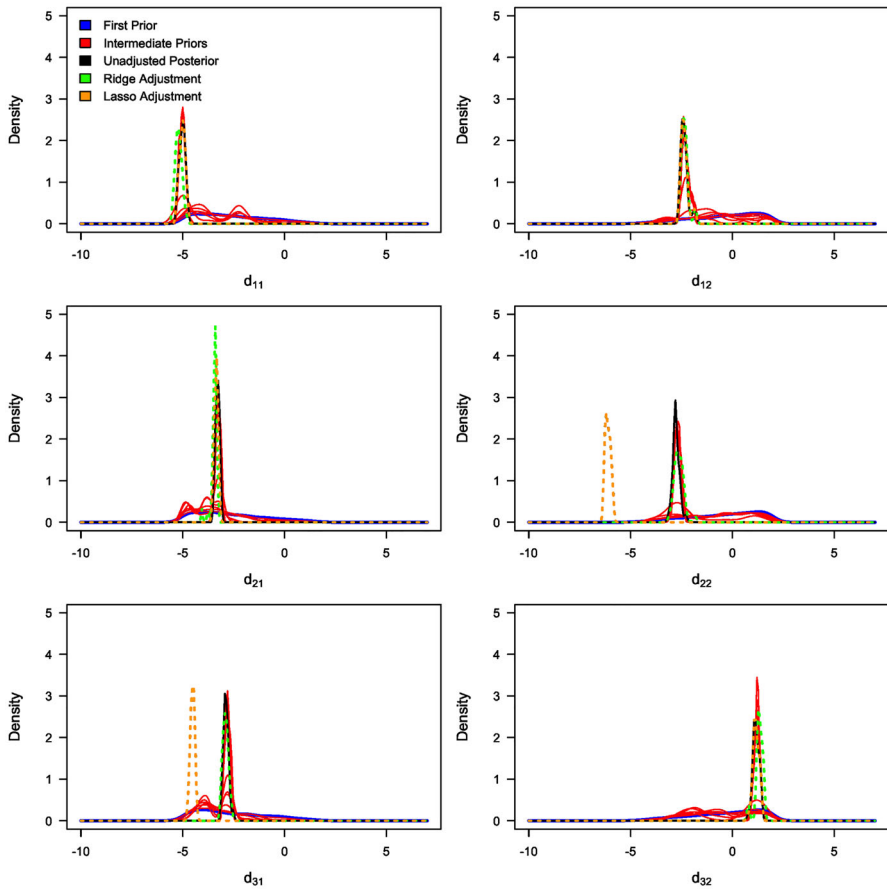 5
4
3
2
1
0
Density
First Prior
Intermediate Priors
Unadjusted Posterior
Ridge Adjustment
Lasso Adjustment
-10 -5 0 5
d11
5
4
3
2
1
0
Density
-10 -5 0 5
d12
5
4
3
2
1
0
Density
-10 -5 0 5
d21
5
4
3
2
1
0
Density
-10 -5 0 5
d22
5
4
3
2
1
0
Density
-10 -5 0 5
d31
5
4
3
2
1
0
Density
-10 -5 0 5
d32